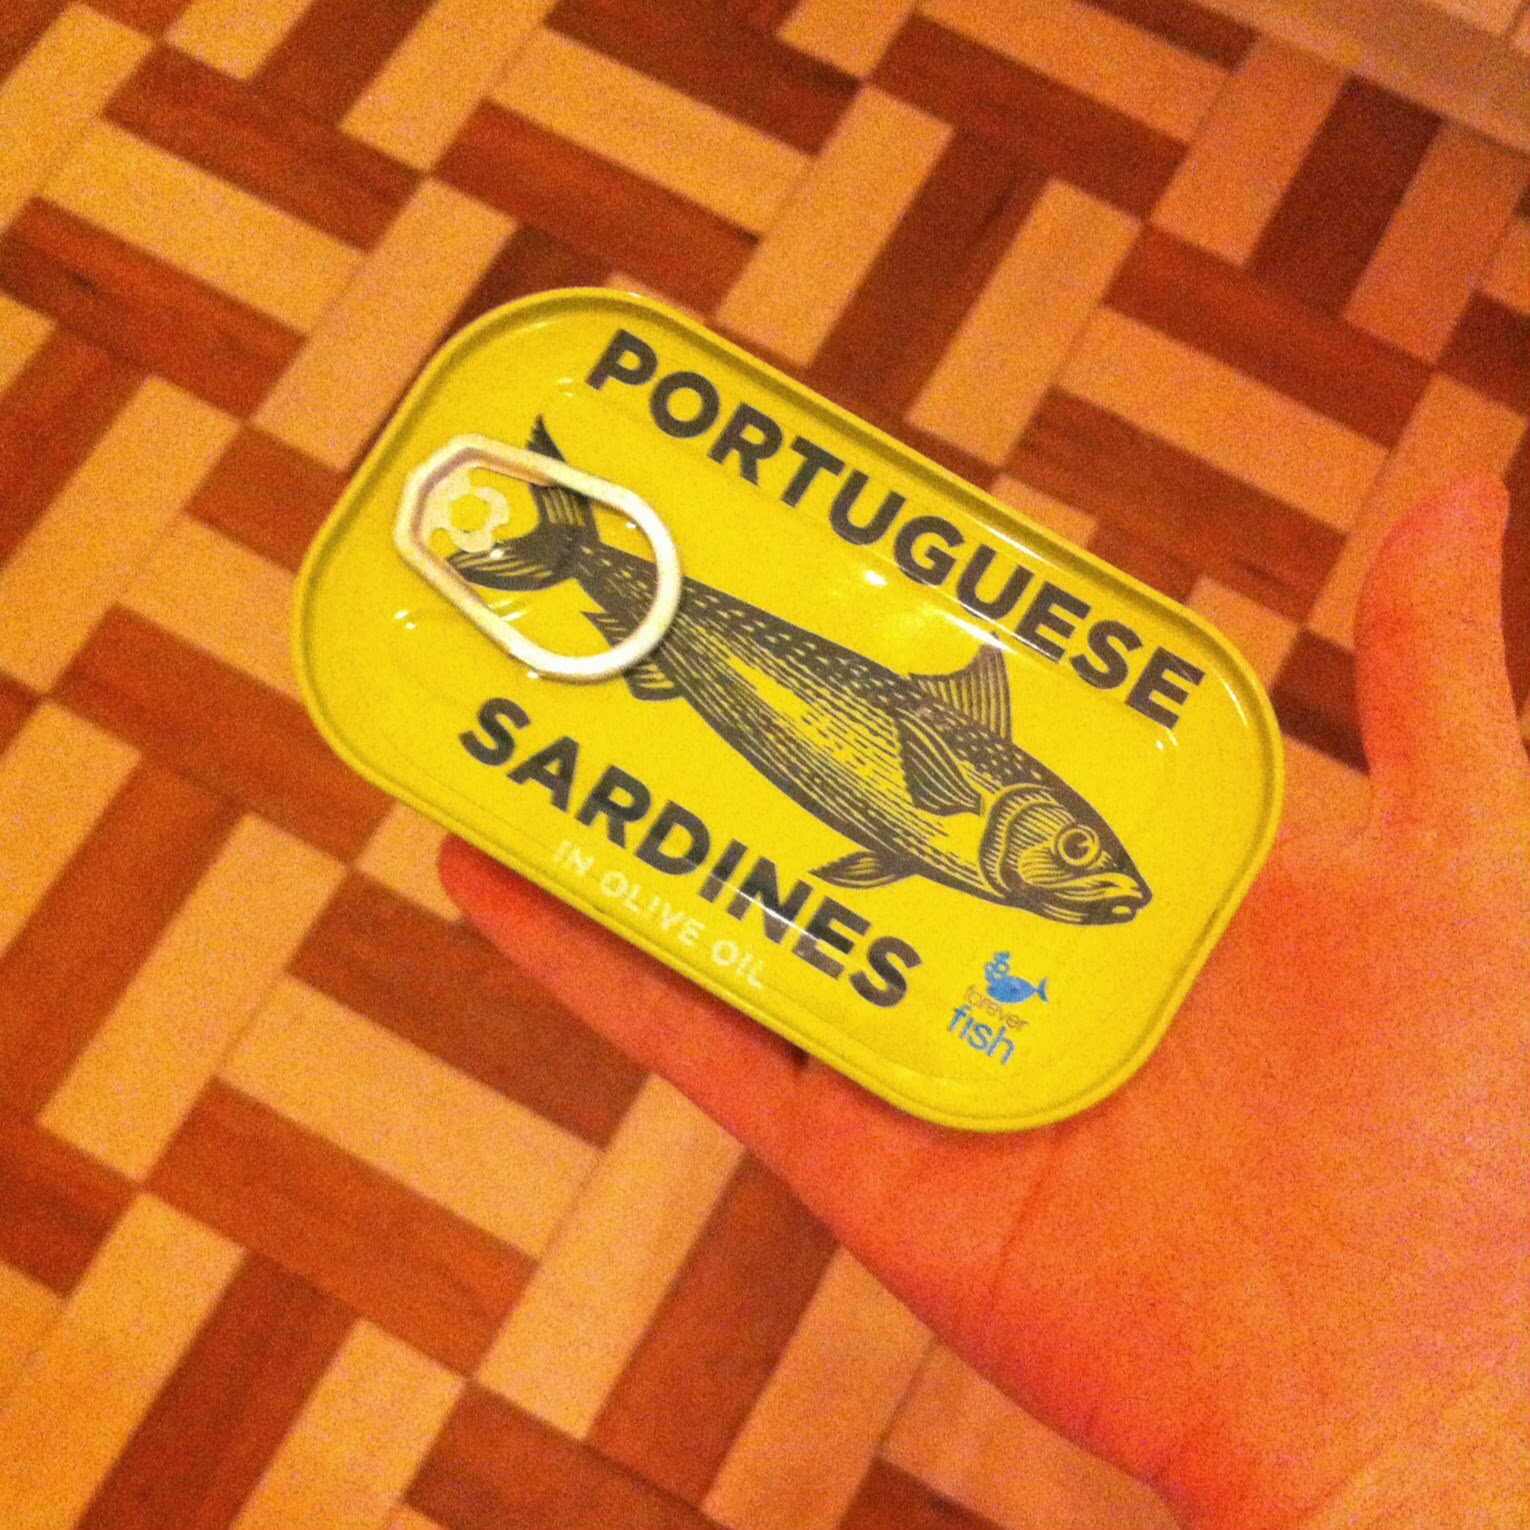 PORTUGUESE
SARDINES
IN OLIVE OIL
forever
fish